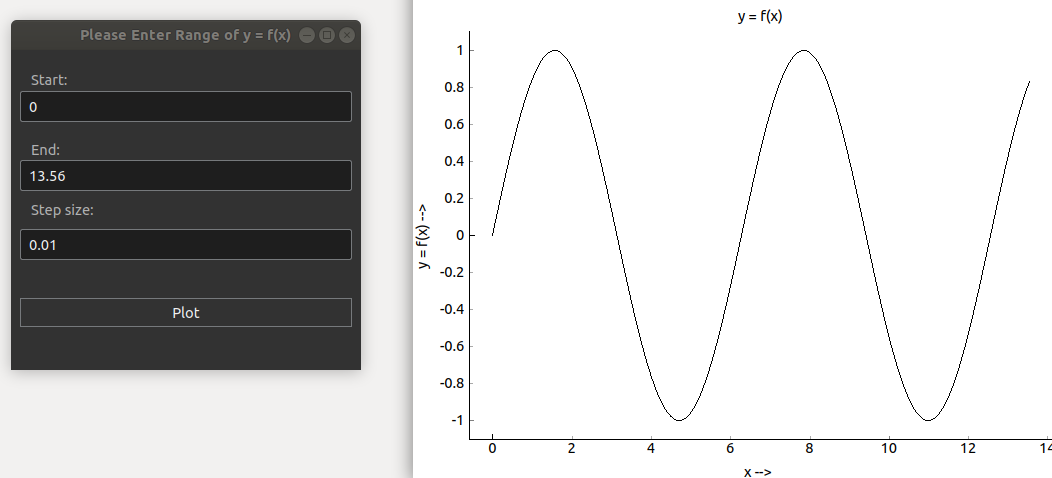 Please Enter Range of y = f(x)
Start:
0
End:
13.56
Step size:
0.01
Plot
y = f(x)
y = f(x) -->
1
0.8
0.6
0.4
0.2
0
-0.2
-0.4
-0.6
-0.8
-1
0 2 4 6 8 10 12 14
x -->